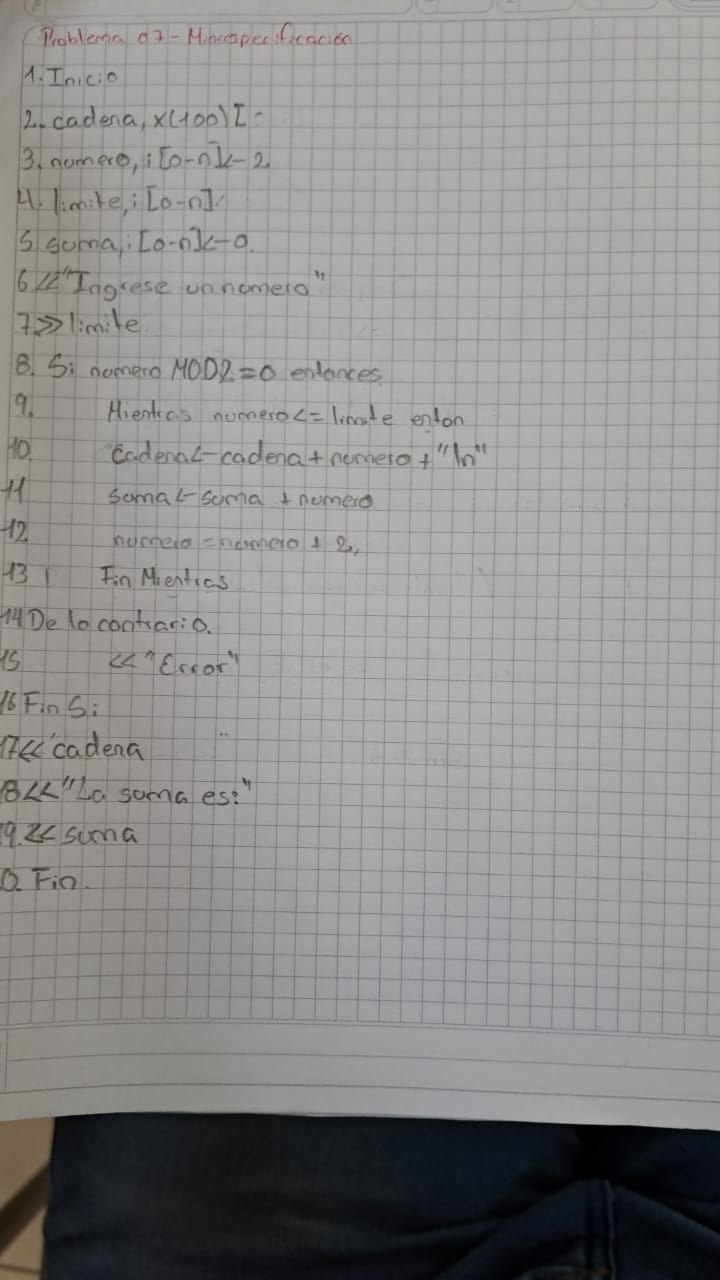 Problema 07 - Miniespecificación
1. Inicio
2. cadena, x(100) [-
3. numero, i [0-n]<-2
4. limite, i [0-n]<
5 suma, i [0-n]<-0.
6 << "Ingrese un numero"
7 >> limite
8. Si numero MOD2=0 entonces
9. Mientras numero <= limite enton
10. Cadena<-cadena + numero + "\n"
11 suma<-suma + numero
12 numero = numero + 2,
13 Fin Mientras
14 De lo contrario.
15 << "Error"
16 Fin Si
17 << cadena
18 << "La suma es:"
19. << suma
0. Fin.